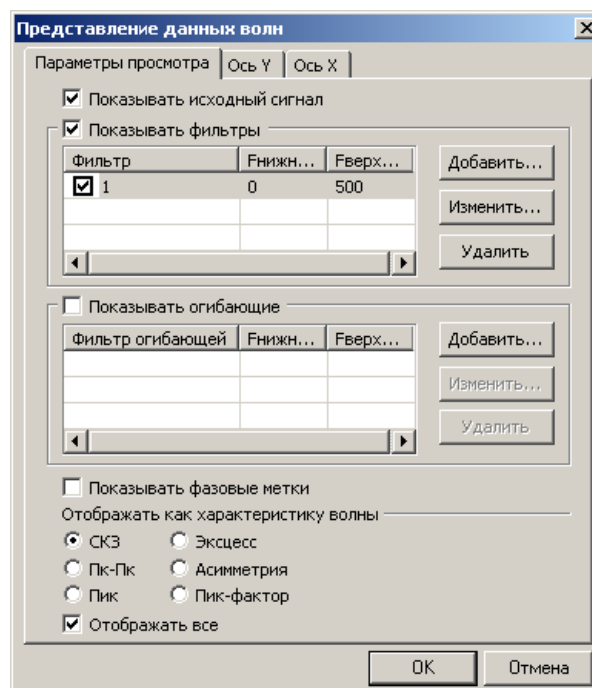 Представление данных волн
Параметры просмотра Ось Y Ось X
Показывать исходный сигнал
Показывать фильтры
Фильтр Fнижн... Fверх...
1 0 500
Добавить...
Изменить...
Удалить
Показывать огибающие
Фильтр огибающей Fнижн... Fверх...
Добавить...
Изменить...
Удалить
Показывать фазовые метки
Отображать как характеристику волны
СКЗ Эксцесс
Пк-Пк Асимметрия
Пик Пик-фактор
Отображать все
OK Отмена